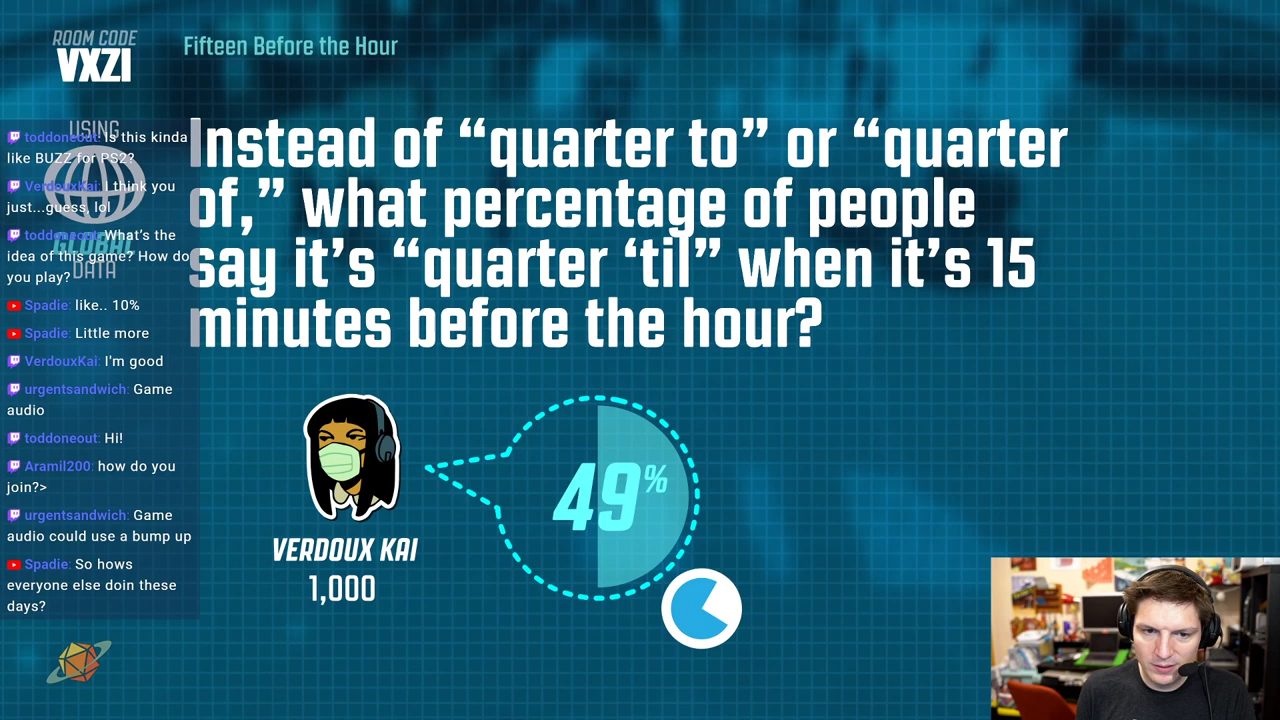 ROOM CODE
VXZI
Fifteen Before the Hour
Instead of “quarter to” or “quarter
of,” what percentage of people
say it’s “quarter ‘til” when it’s 15
minutes before the hour?
USING
GLOBAL
DATA
toddoneout: Is this kinda
like BUZZ for PS2?
VerdouxKai: I think you
just...guess, lol
toddoneout: What's the
idea of this game? How do
you play?
Spadie: like.. 10%
Spadie: Little more
VerdouxKai: I'm good
urgentsandwich: Game
audio
toddoneout: Hi!
Aramil200: how do you
join?>
urgentsandwich: Game
audio could use a bump up
Spadie: So hows
everyone else doin these
days?
49%
VERDOUX KAI
1,000